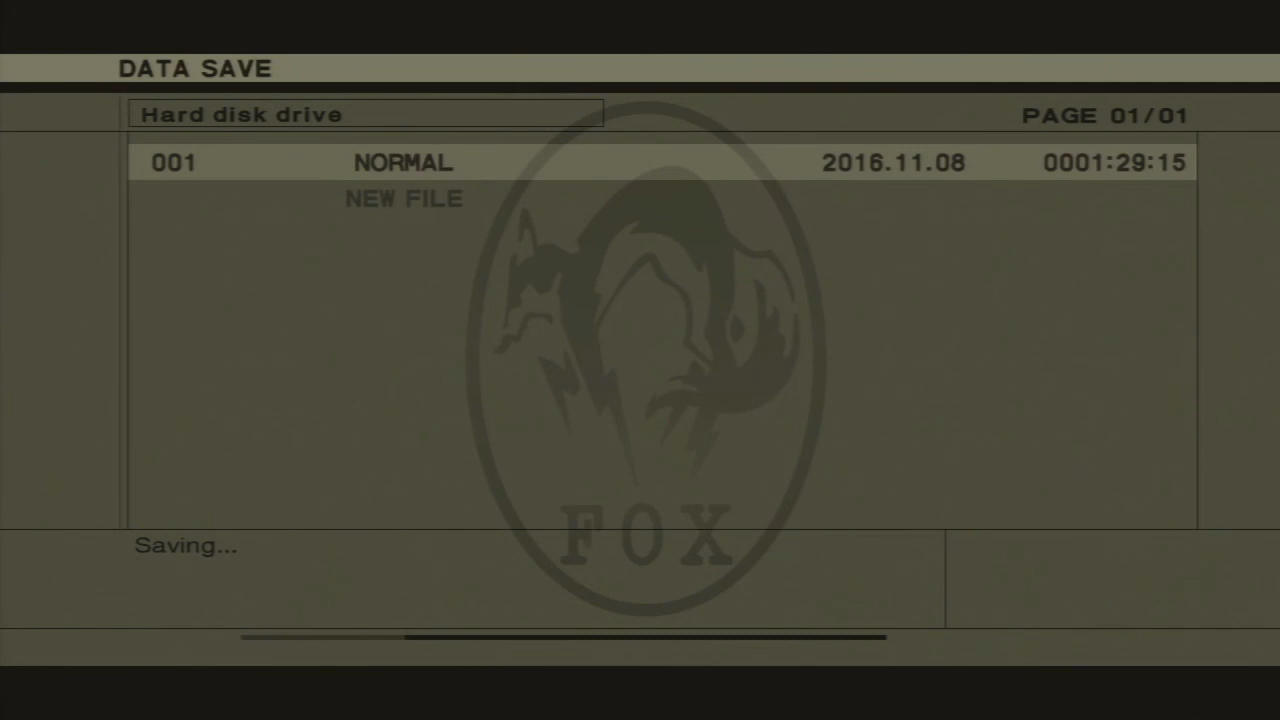 DATA SAVE
Hard disk drive PAGE 01/01
001 NORMAL 2016.11.08 0001:29:15
NEW FILE
FOX
Saving...